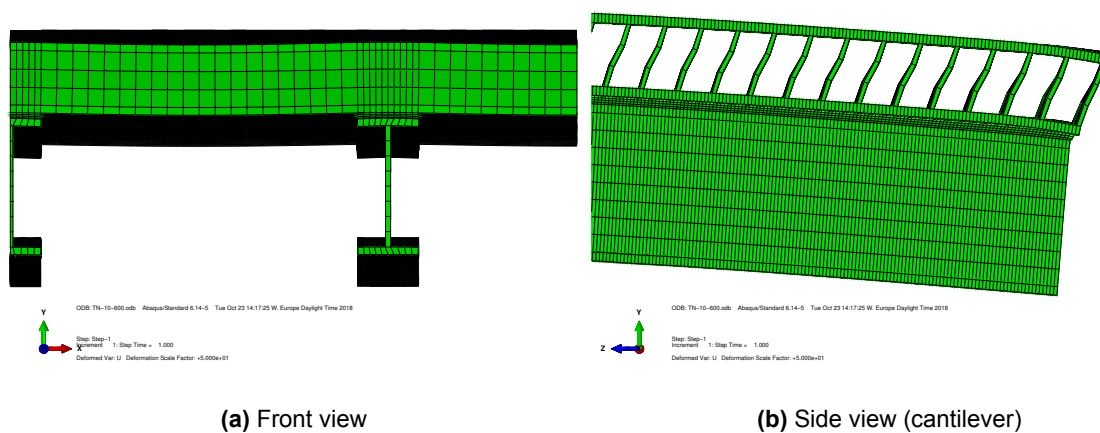 ODB: TN-10-600.odb Abaqus/Standard 6.14-5 Tue Oct 23 14:17:25 W. Europe Daylight Time 2018
Y
X
Step: Step-1
Increment 1: Step Time = 1.000
Deformed Var: U Deformation Scale Factor: +5.000e+01
(a) Front view
ODB: TN-10-600.odb Abaqus/Standard 6.14-5 Tue Oct 23 14:17:25 W. Europe Daylight Time 2018
Y
Z
Step: Step-1
Increment 1: Step Time = 1.000
Deformed Var: U Deformation Scale Factor: +5.000e+01
(b) Side view (cantilever)